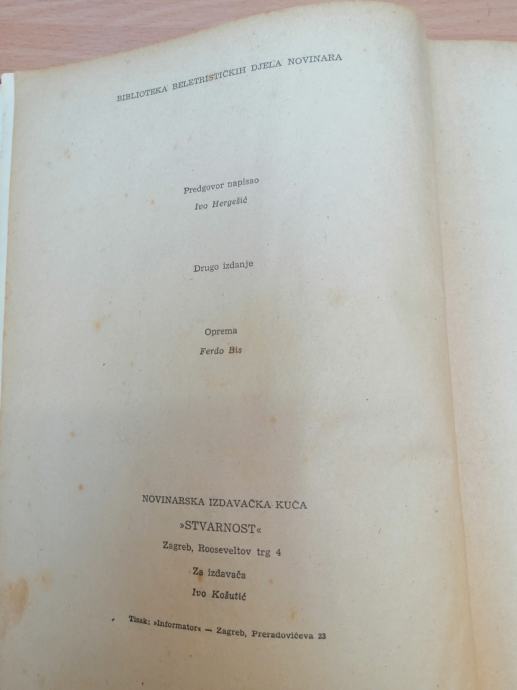 BIBLIOTEKA BELETRISTIČKIH DJELA NOVINARA
Predgovor napisao
Ivo Hergešić
Drugo izdanje
Oprema
Ferdo Bis
NOVINARSKA IZDAVAČKA KUĆA
»STVARNOST«
Zagreb, Rooseveltov trg 4
Za izdavača
Ivo Košutić
Tisak: »Informator« — Zagreb, Preradovićeva 23